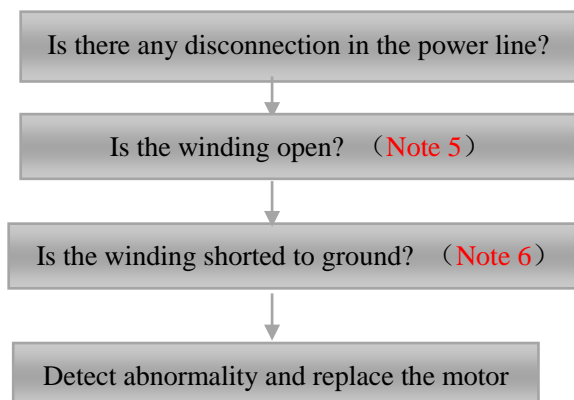 Is there any disconnection in the power line?
Is the winding open? （Note 5）
Is the winding shorted to ground? （Note 6）
Detect abnormality and replace the motor